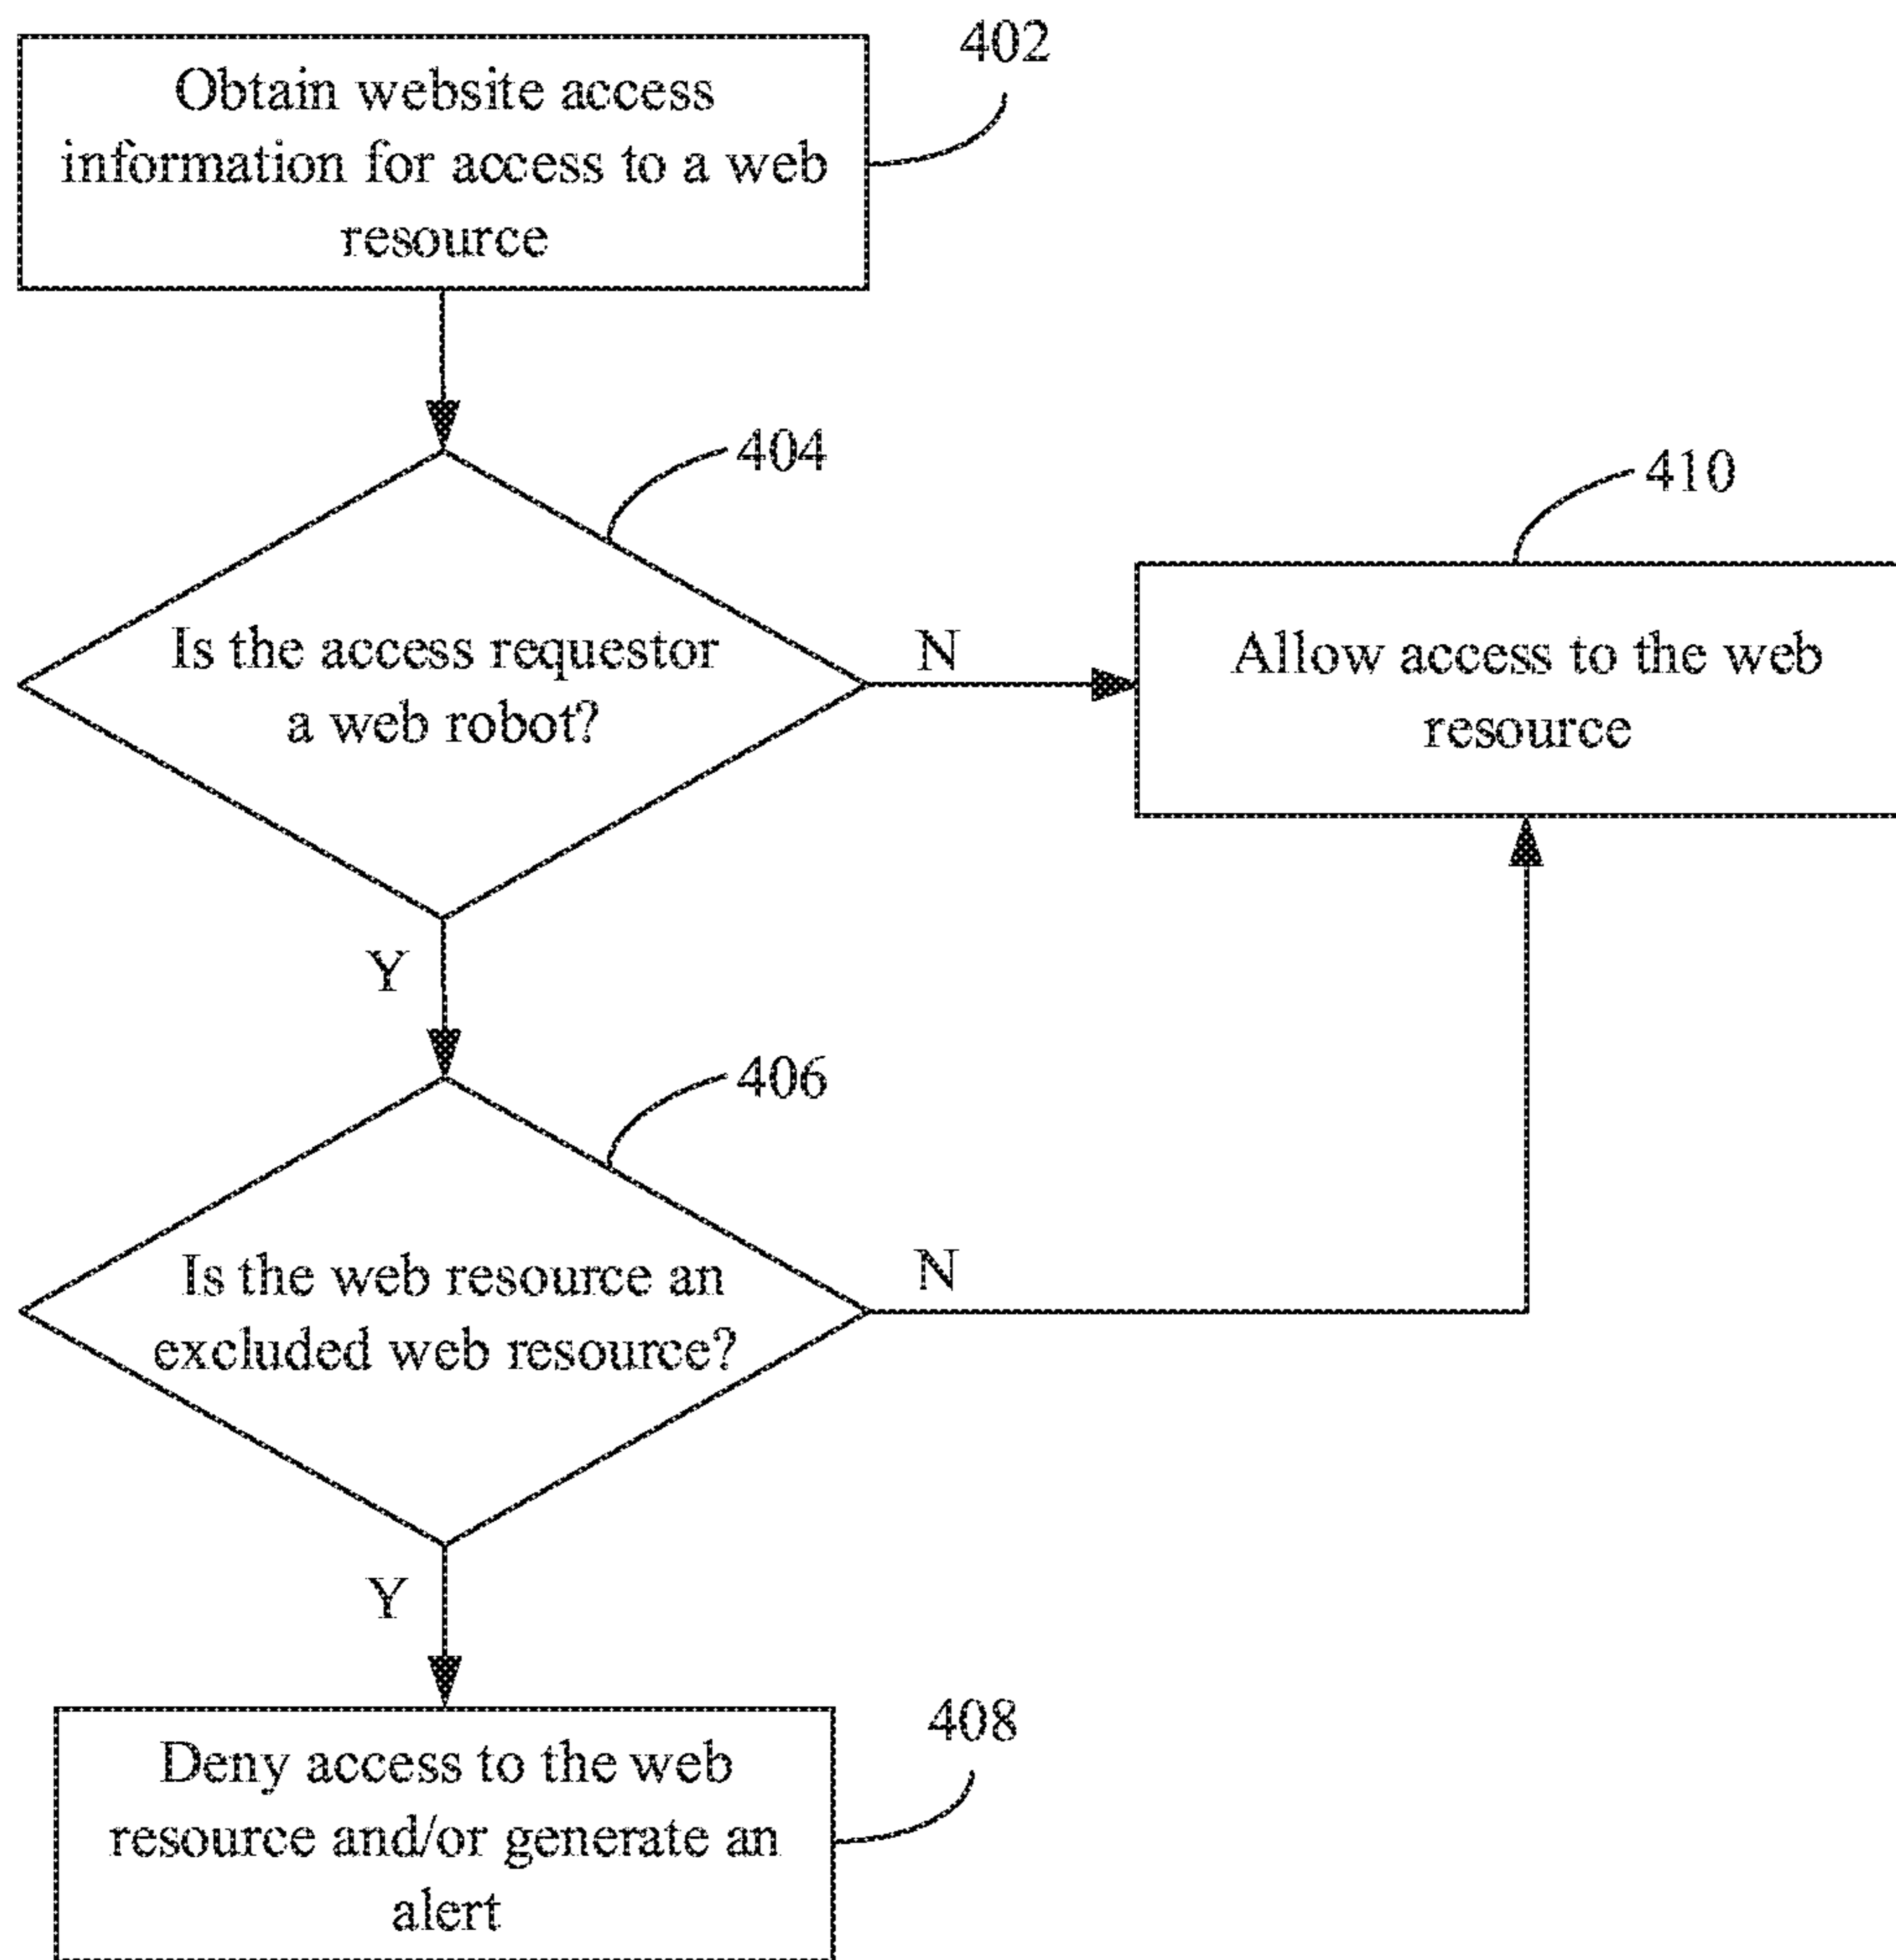 402
Obtain website access
information for access to a web
resource
404
Is the access requestor
a web robot?
N
410
Allow access to the web
resource
Y
406
Is the web resource an
excluded web resource?
N
Y
408
Deny access to the web
resource and/or generate an
alert